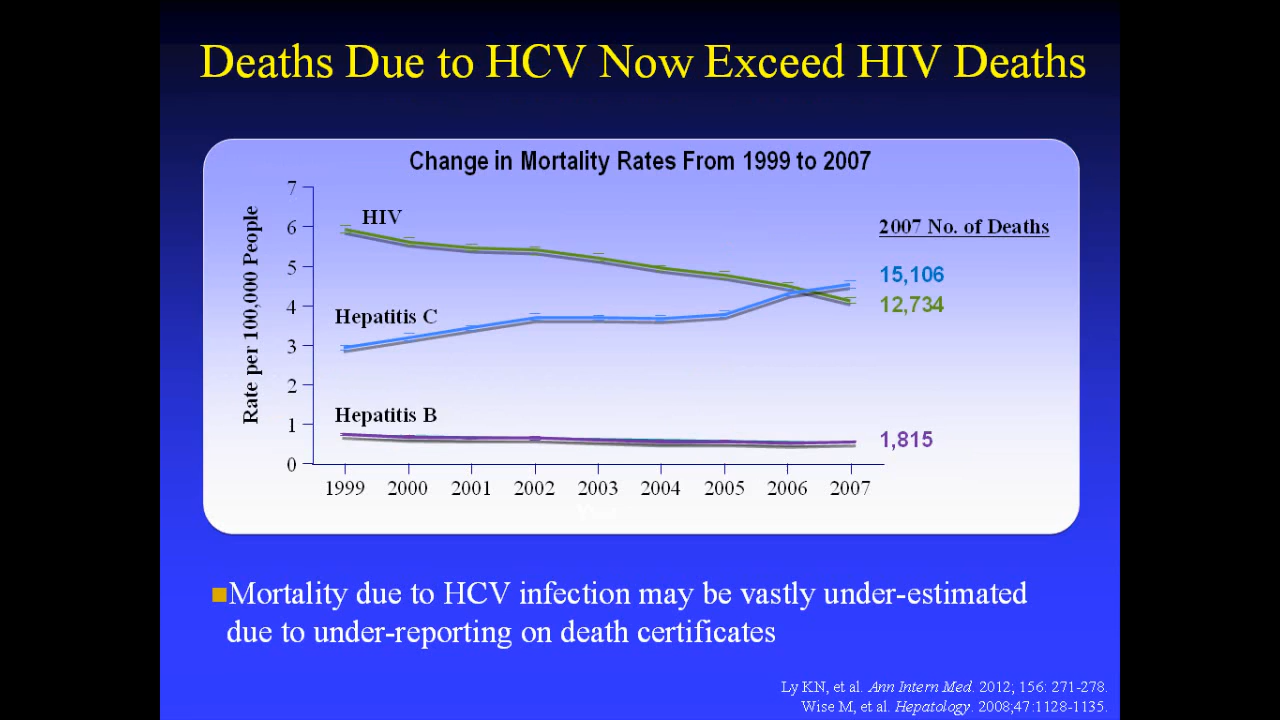 Deaths Due to HCV Now Exceed HIV Deaths
Change in Mortality Rates From 1999 to 2007
Rate per 100,000 People
7
6
5
4
3
2
1
0
HIV
Hepatitis C
Hepatitis B
2007 No. of Deaths
15,106
12,734
1,815
1999 2000 2001 2002 2003 2004 2005 2006 2007
Mortality due to HCV infection may be vastly under-estimated
due to under-reporting on death certificates
Ly KN, et al. Ann Intern Med. 2012; 156: 271-278.
Wise M, et al. Hepatology. 2008;47:1128-1135.